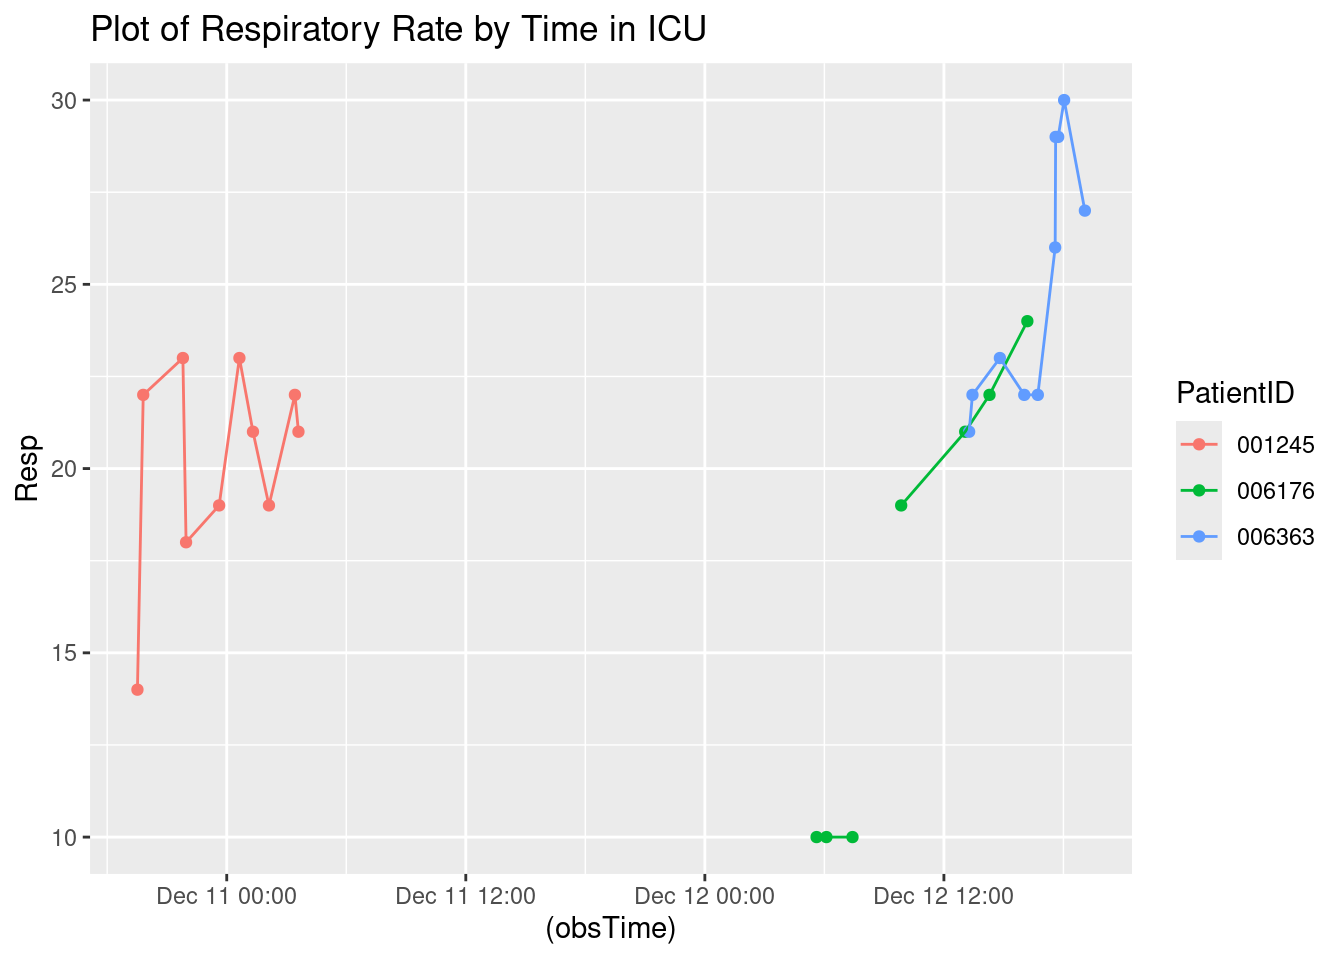 Plot of Respiratory Rate by Time in ICU
30
25
20
15
10
Resp
Dec 11 00:00
Dec 11 12:00
Dec 12 00:00
Dec 12 12:00
(obsTime)
PatientID
001245
006176
006363